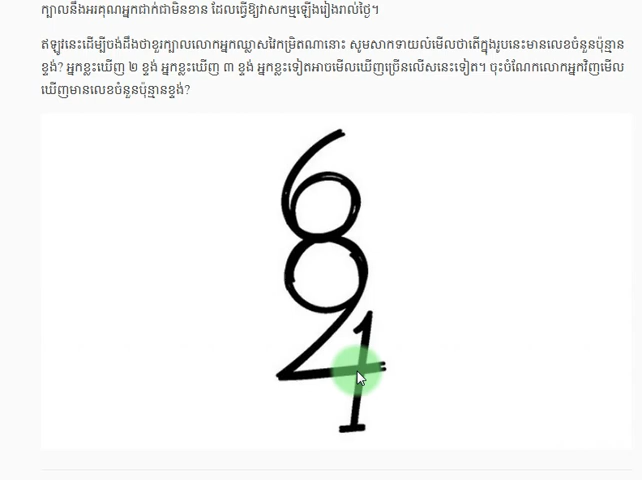 ក្បាលនឹងអរគុណអ្នកជាក់ជាមិនខាន ដែលធ្វើឱ្យវាសកម្មឡើងរៀងរាល់ថ្ងៃ។
ឥឡូវនេះដើម្បីចង់ដឹងថាខួរក្បាលលោកអ្នកឈ្លាសវៃកម្រិតណានោះ សូមសាកទាយល់មើលថាតើក្នុងរូបនេះមានលេខចំនួនប៉ុន្មាន
ខ្ទង់? អ្នកខ្លះឃើញ ២ ខ្ទង់ អ្នកខ្លះឃើញ ៣ ខ្ទង់ អ្នកខ្លះទៀតអាចមើលឃើញច្រើនលើសនេះទៀត។ ចុះចំណែកលោកអ្នកវិញមើល
ឃើញមានលេខចំនួនប៉ុន្មានខ្ទង់?